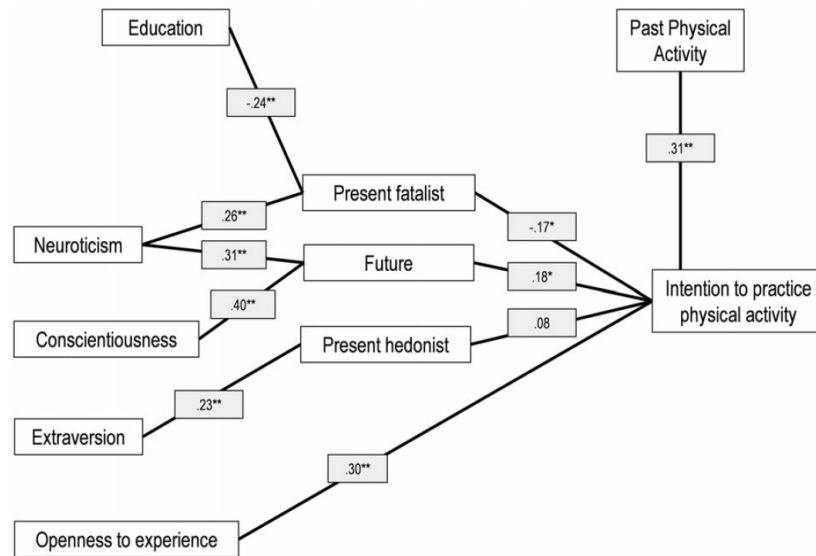 Education
Past Physical
Activity
-.24**
.31**
Present fatalist
.26**
-.17*
Neuroticism
.31**
Future
.18*
Intention to practice
physical activity
.40**
.08
Conscientiousness
Present hedonist
.23**
Extraversion
.30**
Openness to experience